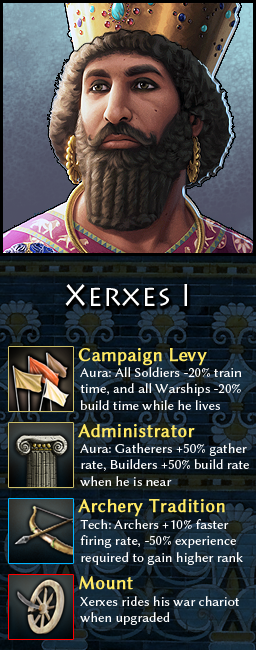 Xerxes I
Campaign Levy
Aura: All Soldiers -20% train
time, and all Warships -20%
build time while he lives
Administrator
Aura: Gatherers +50% gather
rate, Builders +50% build rate
when he is near
Archery Tradition
Tech: Archers +10% faster
firing rate, -50% experience
required to gain higher rank
Mount
Xerxes rides his war chariot
when upgraded